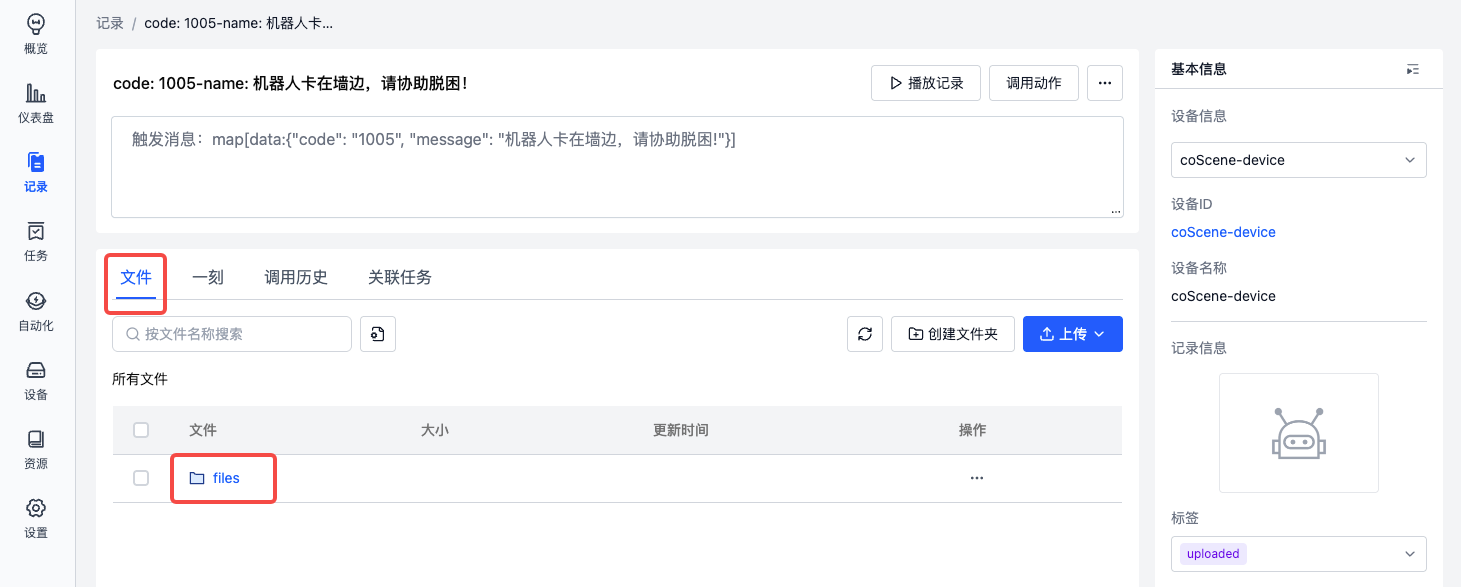 概览
仪表盘
记录
任务
自动化
设备
资源
设置
记录 / code: 1005-name: 机器人卡...
code: 1005-name: 机器人卡在墙边，请协助脱困！
播放记录
调用动作
...
触发消息：map[data:{"code": "1005", "message": "机器人卡在墙边，请协助脱困!"}]
...
文件
一刻
调用历史
关联任务
按文件名称搜索
创建文件夹
上传
所有文件
文件 大小 更新时间 操作
files ...
基本信息
设备信息
coScene-device
设备ID
coScene-device
设备名称
coScene-device
记录信息
标签
uploaded